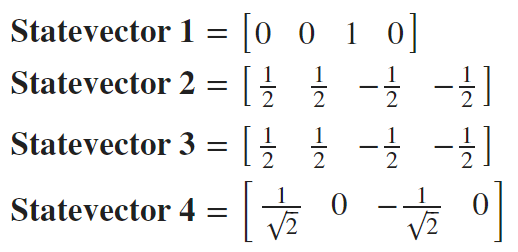 Statevector 1 = [0 0 1 0]
Statevector 2 = [1/2 1/2 −1/2 −1/2]
Statevector 3 = [1/2 1/2 −1/2 −1/2]
Statevector 4 = [1/√2 0 −1/√2 0]